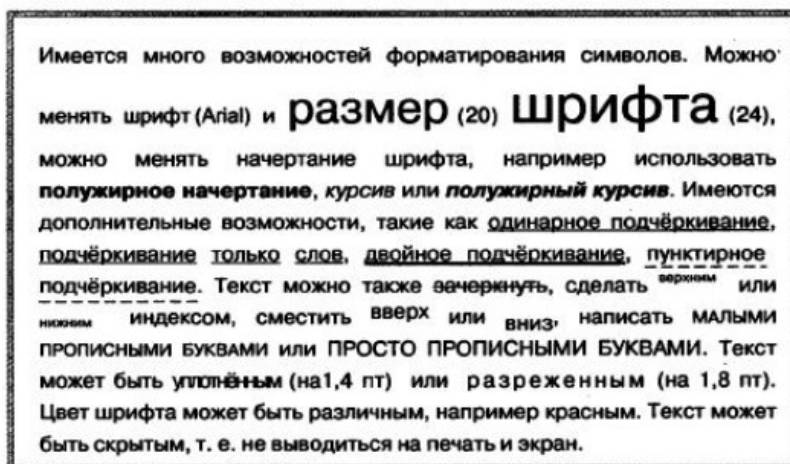 Имеется много возможностей форматирования символов. Можно
менять шрифт (Arial) и размер (20) шрифта (24),
можно менять начертание шрифта, например использовать
полужирное начертание, курсив или полужирный курсив. Имеются
дополнительные возможности, такие как одинарное подчёркивание,
подчёркивание только слов, двойное подчёркивание, пунктирное
подчёркивание. Текст можно также зачеркнуть, сделать верхним или
нижним индексом, сместить вверх или вниз, написать МАЛЫМИ
ПРОПИСНЫМИ БУКВАМИ или ПРОСТО ПРОПИСНЫМИ БУКВАМИ. Текст
может быть уплотнённым (на1,4 пт) или разреженным (на 1,8 пт).
Цвет шрифта может быть различным, например красным. Текст может
быть скрытым, т. е. не выводиться на печать и экран.